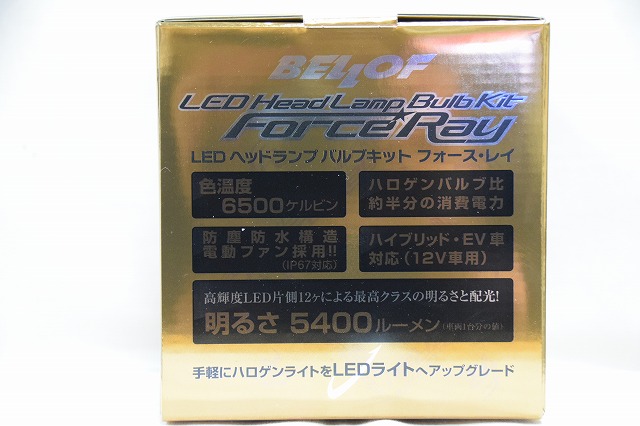 BELLOF
LED Head Lamp Bulb Kit
Force Ray
LED ヘッドランプ バルブキット フォース・レイ
色温度
6500ケルビン
ハロゲンバルブ比
約半分の消費電力
防塵防水構造
電動ファン採用!!
(IP67対応)
ハイブリッド・EV車
対応(12V車用)
高輝度LED片側12ヶによる最高クラスの明るさと配光!
明るさ 5400ルーメン(車両1台分の値)
手軽にハロゲンライトをLEDライトへアップグレード